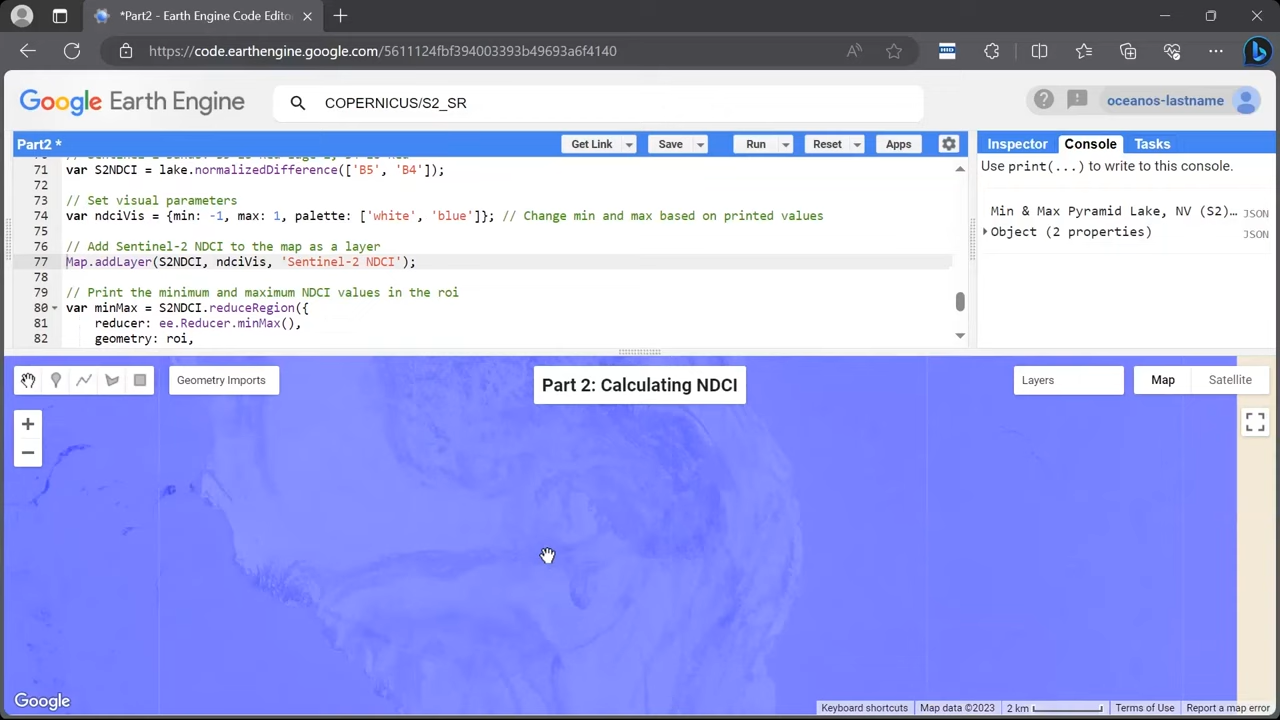 *Part2 - Earth Engine Code Edito
https://code.earthengine.google.com/5611124fbf394003393b49693a6f4140
Google Earth Engine
COPERNICUS/S2_SR
oceanos-lastname
Part2 *
Get Link
Save
Run
Reset
Apps
Inspector
Console
Tasks
71 var S2NDCI = lake.normalizedDifference(['B5', 'B4']);
72
73 // Set visual parameters
74 var ndciVis = {min: -1, max: 1, palette: ['white', 'blue']}; // Change min and max based on printed values
75
76 // Add Sentinel-2 NDCI to the map as a layer
77 Map.addLayer(S2NDCI, ndciVis, 'Sentinel-2 NDCI');
78
79 // Print the minimum and maximum NDCI values in the roi
80 var minMax = S2NDCI.reduceRegion({
81 reducer: ee.Reducer.minMax(),
82 geometry: roi,
Use print(...) to write to this console.
Min & Max Pyramid Lake, NV (S2)… JSON
Object (2 properties) JSON
Geometry Imports
Part 2: Calculating NDCI
Layers
Map
Satellite
+
−
Google
Keyboard shortcuts
Map data ©2023
2 km
Terms of Use
Report a map error